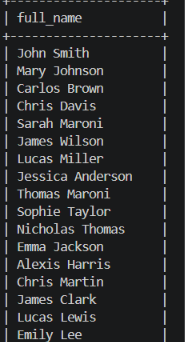 +---------------------+
| full_name |
+---------------------+
| John Smith |
| Mary Johnson |
| Carlos Brown |
| Chris Davis |
| Sarah Maroni |
| James Wilson |
| Lucas Miller |
| Jessica Anderson |
| Thomas Maroni |
| Sophie Taylor |
| Nicholas Thomas |
| Emma Jackson |
| Alexis Harris |
| Chris Martin |
| James Clark |
| Lucas Lewis |
| Emily Lee |